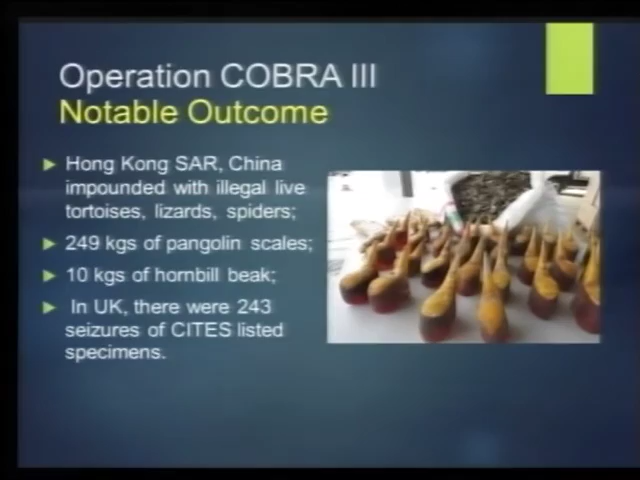 Operation COBRA III
Notable Outcome
Hong Kong SAR, China
impounded with illegal live
tortoises, lizards, spiders;
249 kgs of pangolin scales;
10 kgs of hornbill beak;
In UK, there were 243
seizures of CITES listed
specimens.